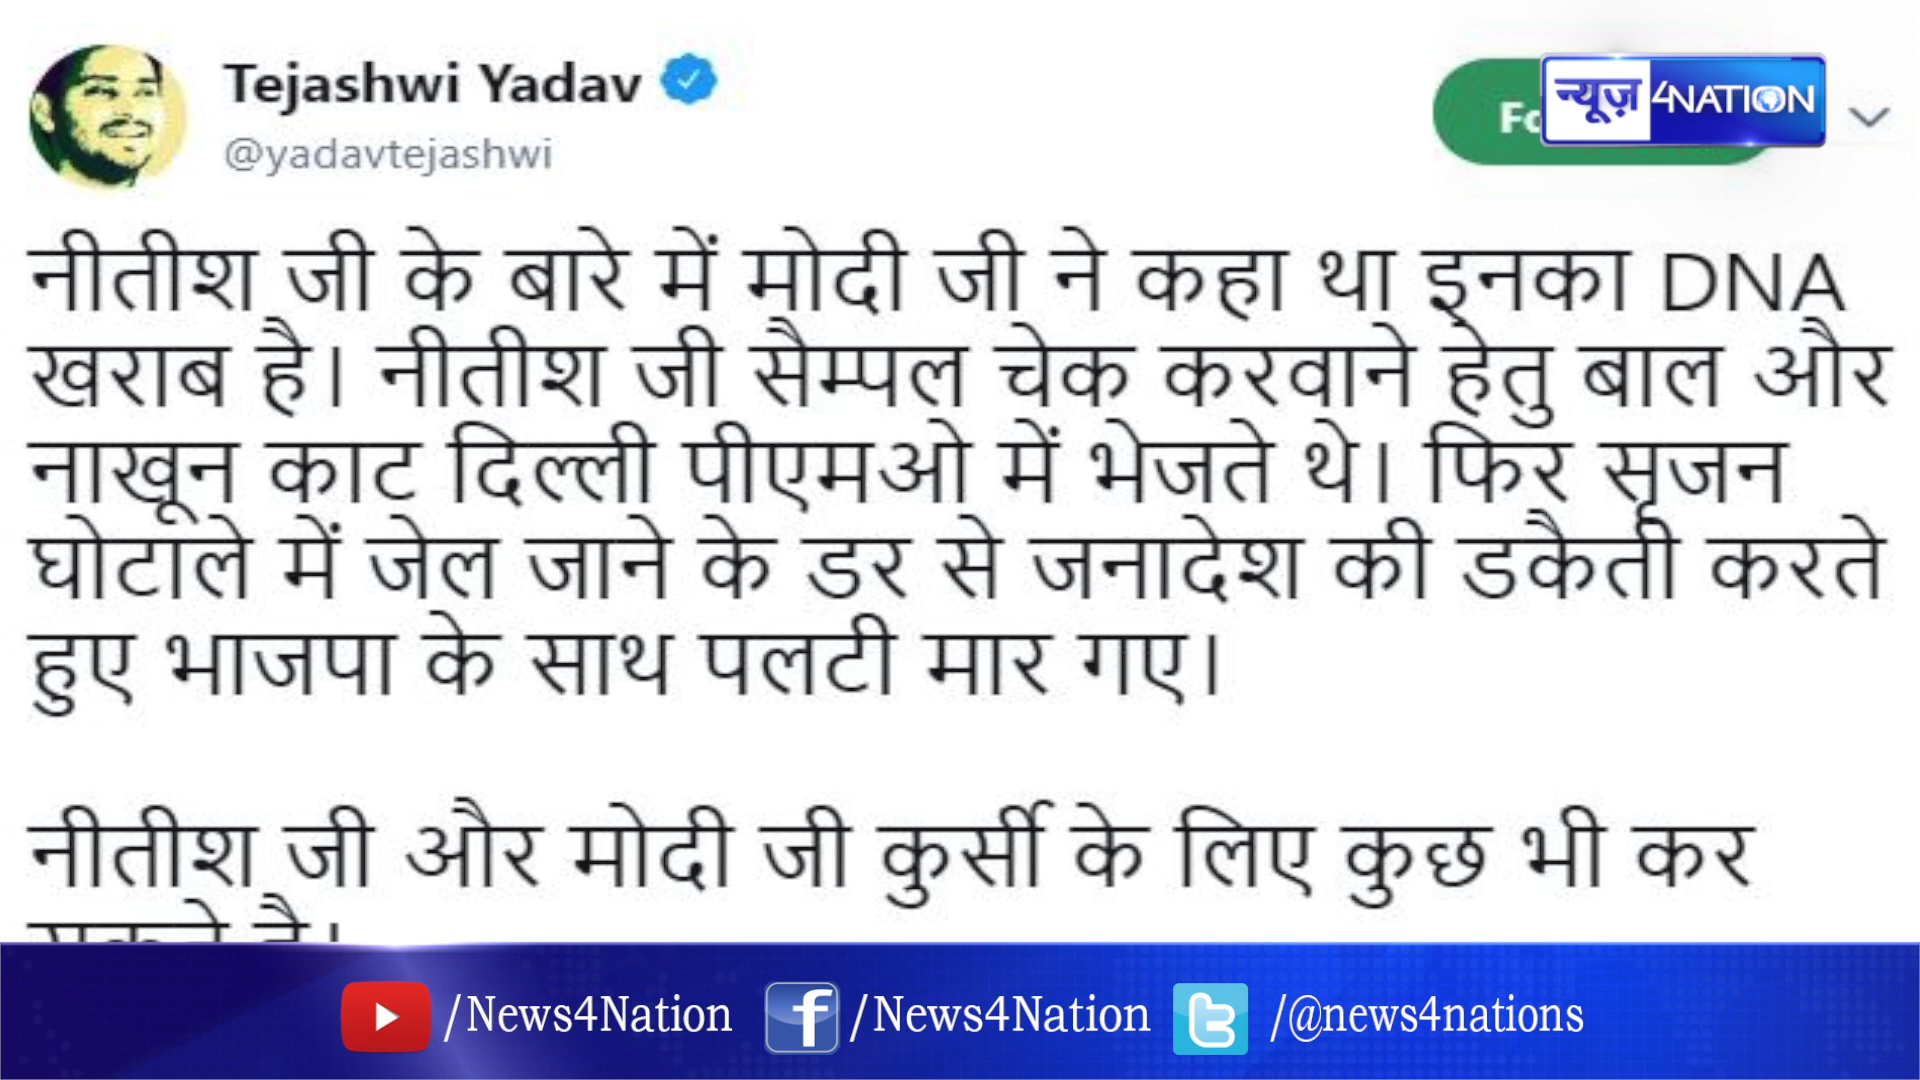 Tejashwi Yadav
@yadavtejashwi
न्यूज़ 4NATION
नीतीश जी के बारे में मोदी जी ने कहा था इनका DNA
खराब है। नीतीश जी सैम्पल चेक करवाने हेतु बाल और
नाखून काट दिल्ली पीएमओ में भेजते थे। फिर सृजन
घोटाले में जेल जाने के डर से जनादेश की डकैती करते
हुए भाजपा के साथ पलटी मार गए।
नीतीश जी और मोदी जी कुर्सी के लिए कुछ भी कर
/News4Nation /News4Nation /@news4nations